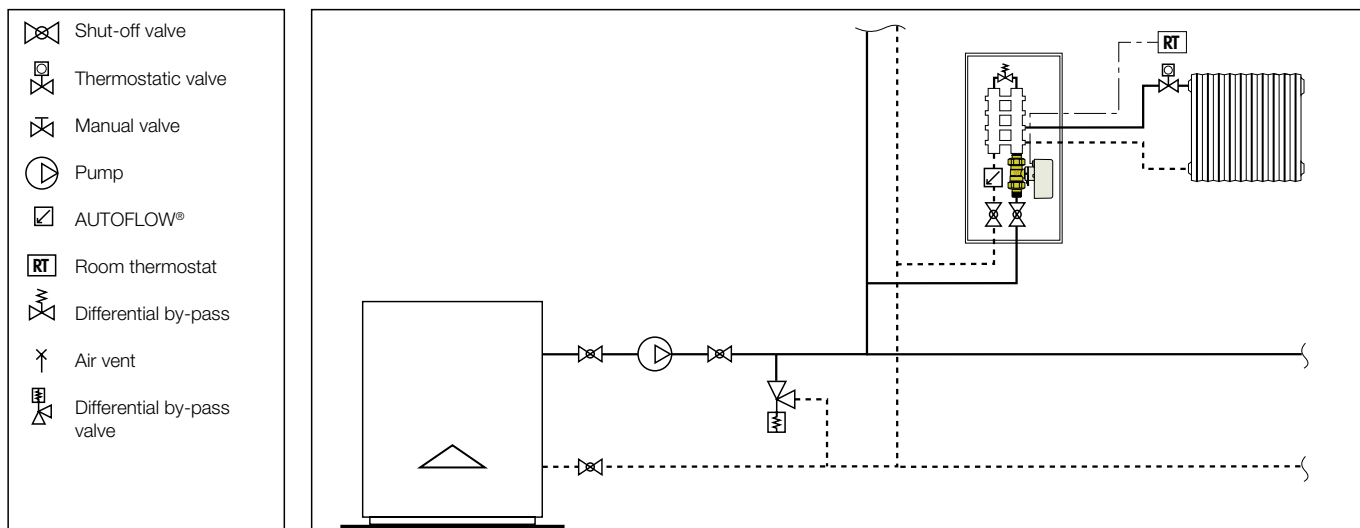 Shut-off valve
Thermostatic valve
Manual valve
Pump
AUTOFLOW®
RT Room thermostat
Differential by-pass
Air vent
Differential by-pass
valve
RT